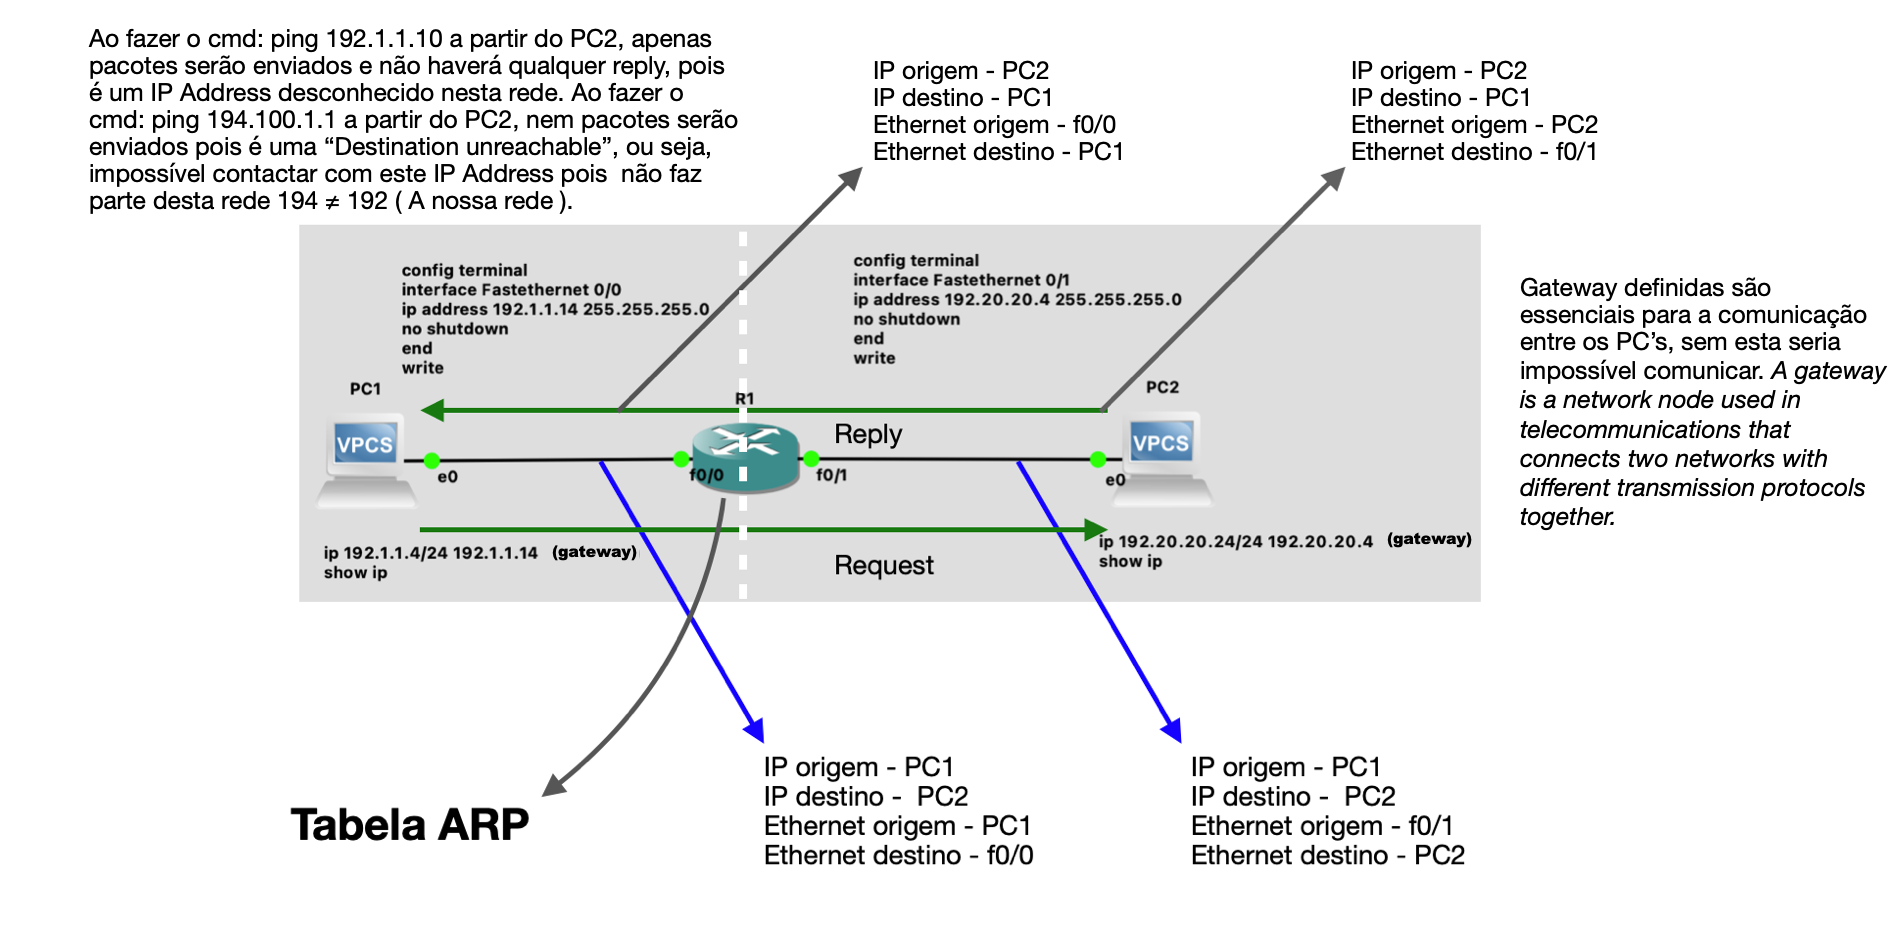 Ao fazer o cmd: ping 192.1.1.10 a partir do PC2, apenas
pacotes serão enviados e não haverá qualquer reply, pois
é um IP Address desconhecido nesta rede. Ao fazer o
cmd: ping 194.100.1.1 a partir do PC2, nem pacotes serão
enviados pois é uma “Destination unreachable”, ou seja,
impossível contactar com este IP Address pois  não faz
parte desta rede 194 ≠ 192 ( A nossa rede ).
IP origem - PC2
IP destino - PC1
Ethernet origem - f0/0
Ethernet destino - PC1
IP origem - PC2
IP destino - PC1
Ethernet origem - PC2
Ethernet destino - f0/1
config terminal
interface Fastethernet 0/0
ip address 192.1.1.14 255.255.255.0
no shutdown
end
write
config terminal
interface Fastethernet 0/1
ip address 192.20.20.4 255.255.255.0
no shutdown
end
write
Gateway definidas são
essenciais para a comunicação
entre os PC’s, sem esta seria
impossível comunicar. A gateway
is a network node used in
telecommunications that
connects two networks with
different transmission protocols
together.
PC1
R1
PC2
VPCS
Reply
VPCS
e0
f0/0
f0/1
e0
ip 192.1.1.4/24 192.1.1.14 (gateway)
show ip
Request
ip 192.20.20.24/24 192.20.20.4 (gateway)
show ip
Tabela ARP
IP origem - PC1
IP destino -  PC2
Ethernet origem - PC1
Ethernet destino - f0/0
IP origem - PC1
IP destino -  PC2
Ethernet origem - f0/1
Ethernet destino - PC2